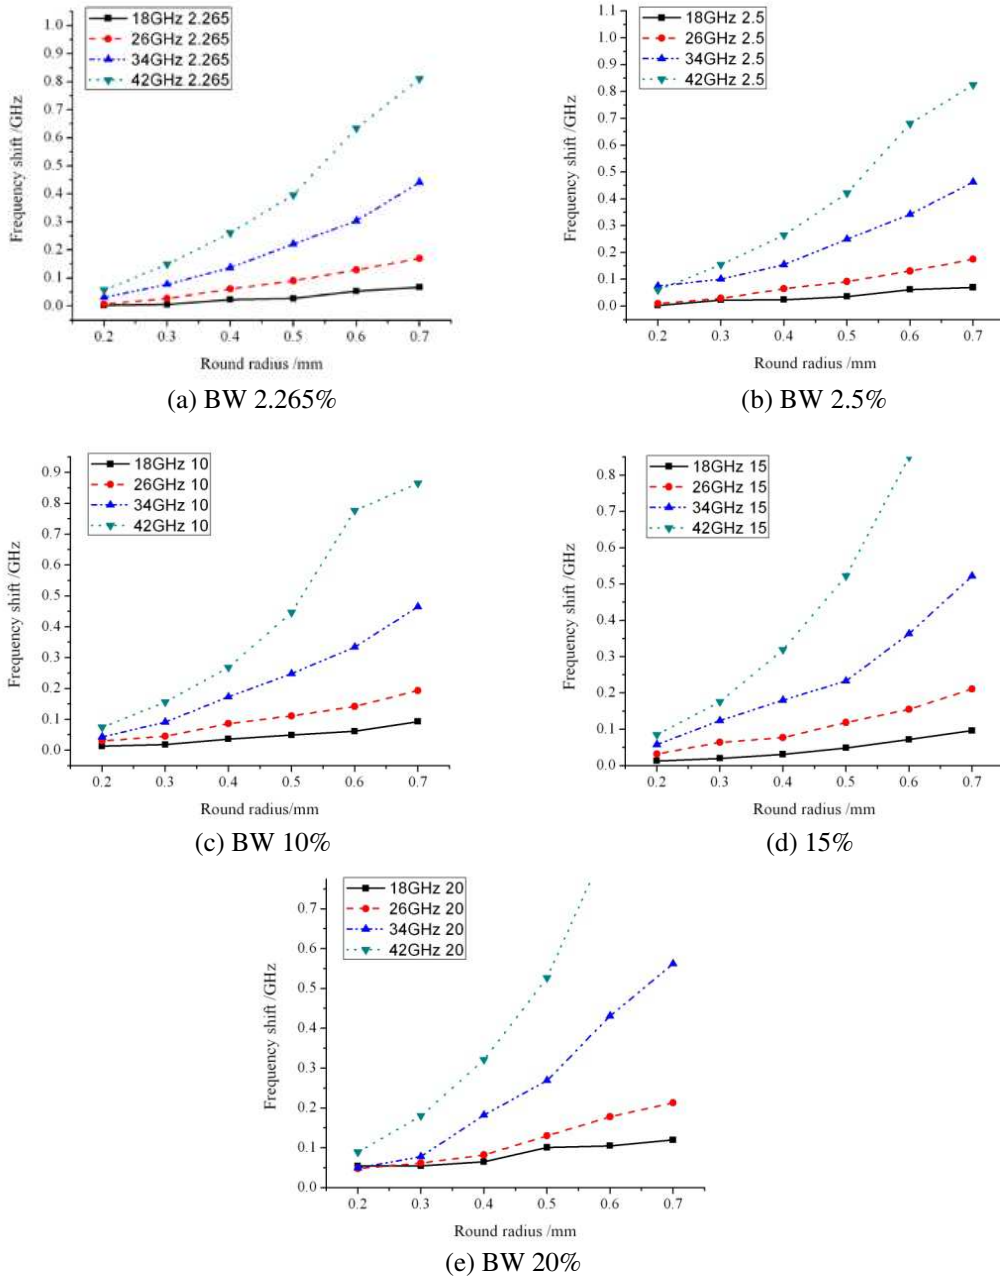 18GHz 2.265
26GHz 2.265
34GHz 2.265
42GHz 2.265
1.0
0.9
0.8
0.7
0.6
0.5
0.4
0.3
0.2
0.1
0.0
Frequency shift /GHz
0.2 0.3 0.4 0.5 0.6 0.7
Round radius /mm
(a) BW 2.265%
18GHz 2.5
26GHz 2.5
34GHz 2.5
42GHz 2.5
1.1
1.0
0.9
0.8
0.7
0.6
0.5
0.4
0.3
0.2
0.1
0.0
Frequency shift /GHz
0.2 0.3 0.4 0.5 0.6 0.7
Round radius /mm
(b) BW 2.5%
18GHz 10
26GHz 10
34GHz 10
42GHz 10
0.9
0.8
0.7
0.6
0.5
0.4
0.3
0.2
0.1
0.0
Frequency shift /GHz
0.2 0.3 0.4 0.5 0.6 0.7
Round radius/mm
(c) BW 10%
18GHz 15
26GHz 15
34GHz 15
42GHz 15
0.8
0.7
0.6
0.5
0.4
0.3
0.2
0.1
0.0
Frequency shift /GHz
0.2 0.3 0.4 0.5 0.6 0.7
Round radius /mm
(d) 15%
18GHz 20
26GHz 20
34GHz 20
42GHz 20
0.7
0.6
0.5
0.4
0.3
0.2
0.1
0.0
Frequency shift /GHz
0.2 0.3 0.4 0.5 0.6 0.7
Round radius /mm
(e) BW 20%